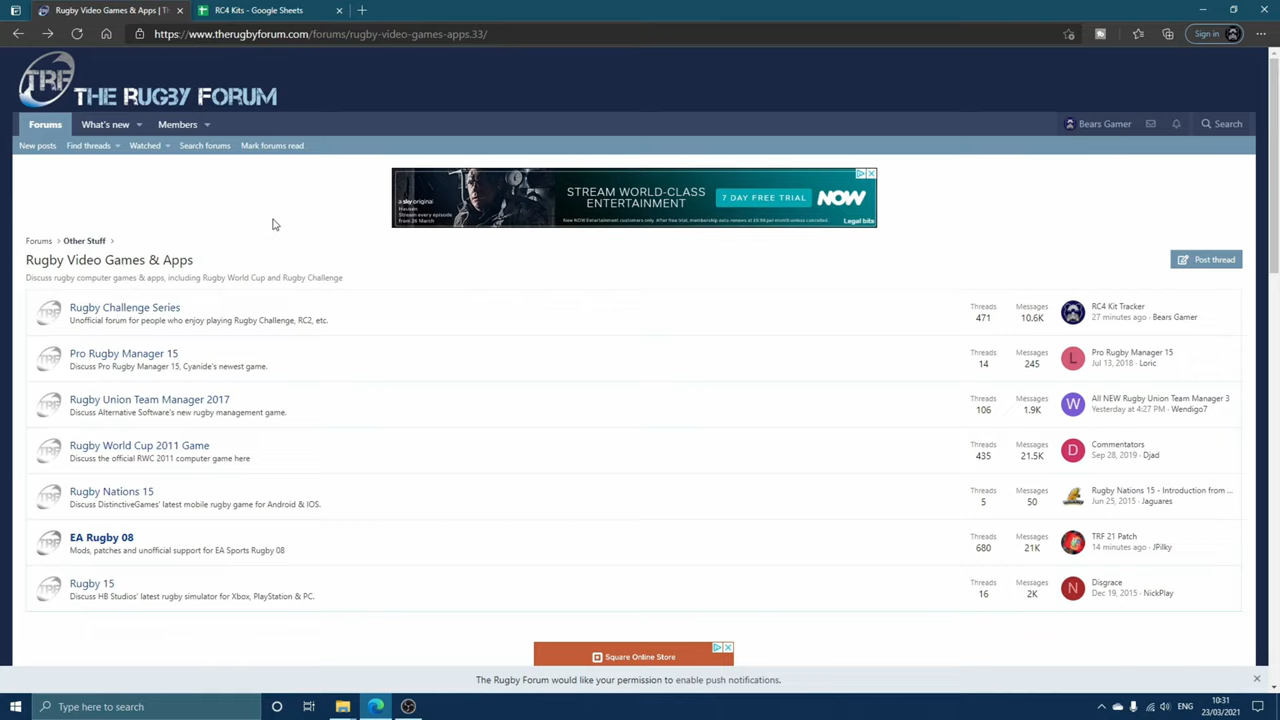 Rugby Video Games & Apps | Th
RC4 Kits - Google Sheets
https://www.therugbyforum.com/forums/rugby-video-games-apps.33/
Sign in
TRF THE RUGBY FORUM
Forums
What's new
Members
Bears Gamer
Search
New posts
Find threads
Watched
Search forums
Mark forums read
a sky original
Hausen
Stream every episode
from 26 March
STREAM WORLD-CLASS
ENTERTAINMENT
7 DAY FREE TRIAL
NOW
Legal bits
Forums > Other Stuff >
Rugby Video Games & Apps
Post thread
Discuss rugby computer games & apps, including Rugby World Cup and Rugby Challenge
Rugby Challenge Series
Unofficial forum for people who enjoy playing Rugby Challenge, RC2, etc.
Threads
471
Messages
10.6K
RC4 Kit Tracker
27 minutes ago · Bears Gamer
Pro Rugby Manager 15
Discuss Pro Rugby Manager 15, Cyanide's newest game.
Threads
14
Messages
245
L
Pro Rugby Manager 15
Jul 13, 2018 · Loric
Rugby Union Team Manager 2017
Discuss Alternative Software's new rugby management game.
Threads
106
Messages
1.9K
W
All NEW Rugby Union Team Manager 3
Yesterday at 4:27 PM · Wendigo7
Rugby World Cup 2011 Game
Discuss the official RWC 2011 computer game here
Threads
435
Messages
21.5K
D
Commentators
Sep 28, 2019 · Djad
Rugby Nations 15
Discuss DistinctiveGames' latest mobile rugby game for Android & IOS.
Threads
5
Messages
50
Rugby Nations 15 - Introduction from ...
Jun 25, 2015 · Jaguares
EA Rugby 08
Mods, patches and unofficial support for EA Sports Rugby 08
Threads
680
Messages
21K
TRF 21 Patch
14 minutes ago · JPilky
Rugby 15
Discuss HB Studios' latest rugby simulator for Xbox, PlayStation & PC.
Threads
16
Messages
2K
N
Disgrace
Dec 19, 2015 · NickPlay
Square Online Store
The Rugby Forum would like your permission to enable push notifications.
Type here to search
ENG
10:31
23/03/2021